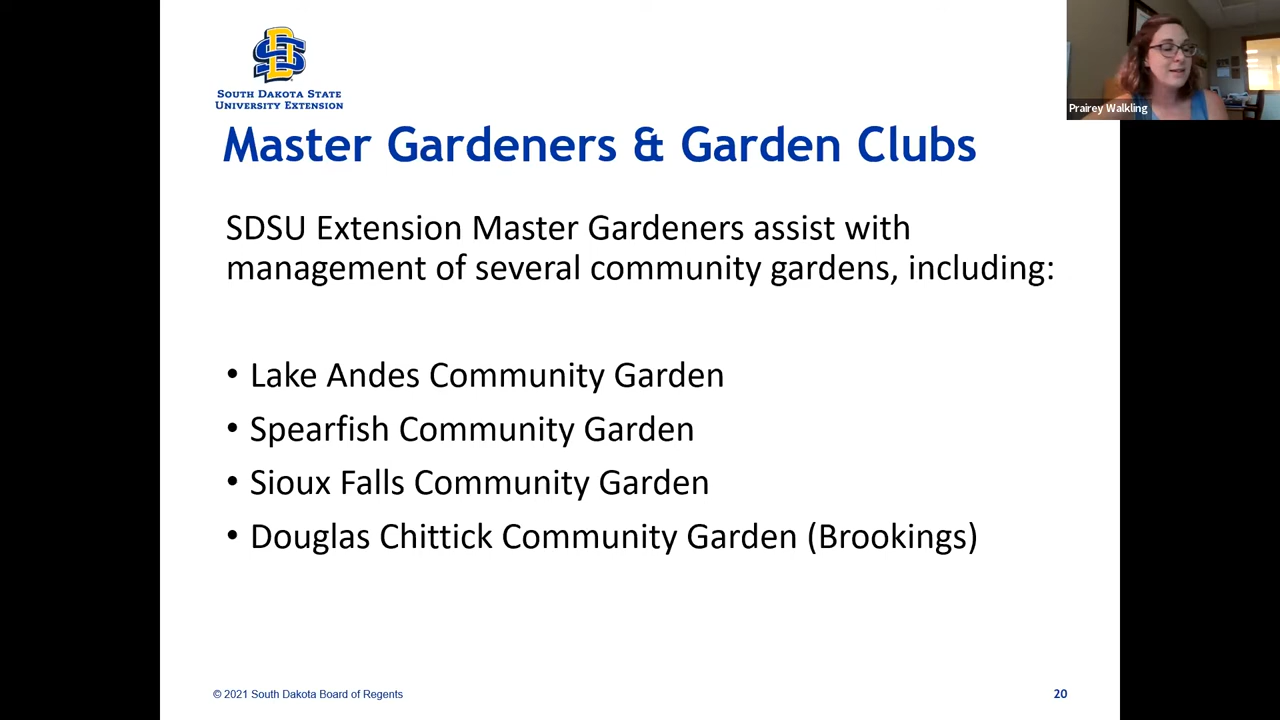 SOUTH DAKOTA STATE
UNIVERSITY EXTENSION
Prairey Walkling
Master Gardeners & Garden Clubs
SDSU Extension Master Gardeners assist with
management of several community gardens, including:
• Lake Andes Community Garden
• Spearfish Community Garden
• Sioux Falls Community Garden
• Douglas Chittick Community Garden (Brookings)
© 2021 South Dakota Board of Regents
20